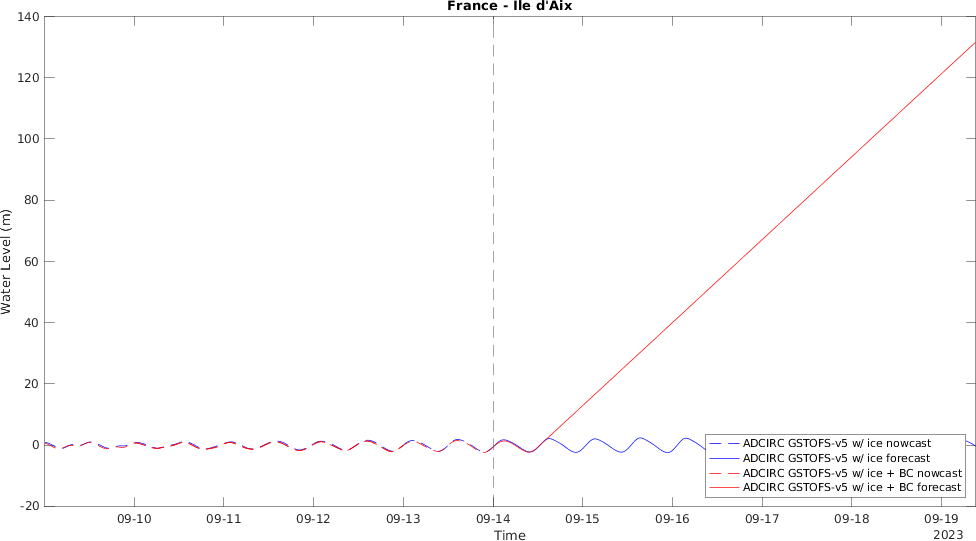 France - Ile d'Aix
140
120
100
80
60
40
20
0
-20
Water Level (m)
ADCIRC GSTOFS-v5 w/ ice nowcast
ADCIRC GSTOFS-v5 w/ ice forecast
ADCIRC GSTOFS-v5 w/ ice + BC nowcast
ADCIRC GSTOFS-v5 w/ ice + BC forecast
09-10 09-11 09-12 09-13 09-14 09-15 09-16 09-17 09-18 09-19
Time
2023